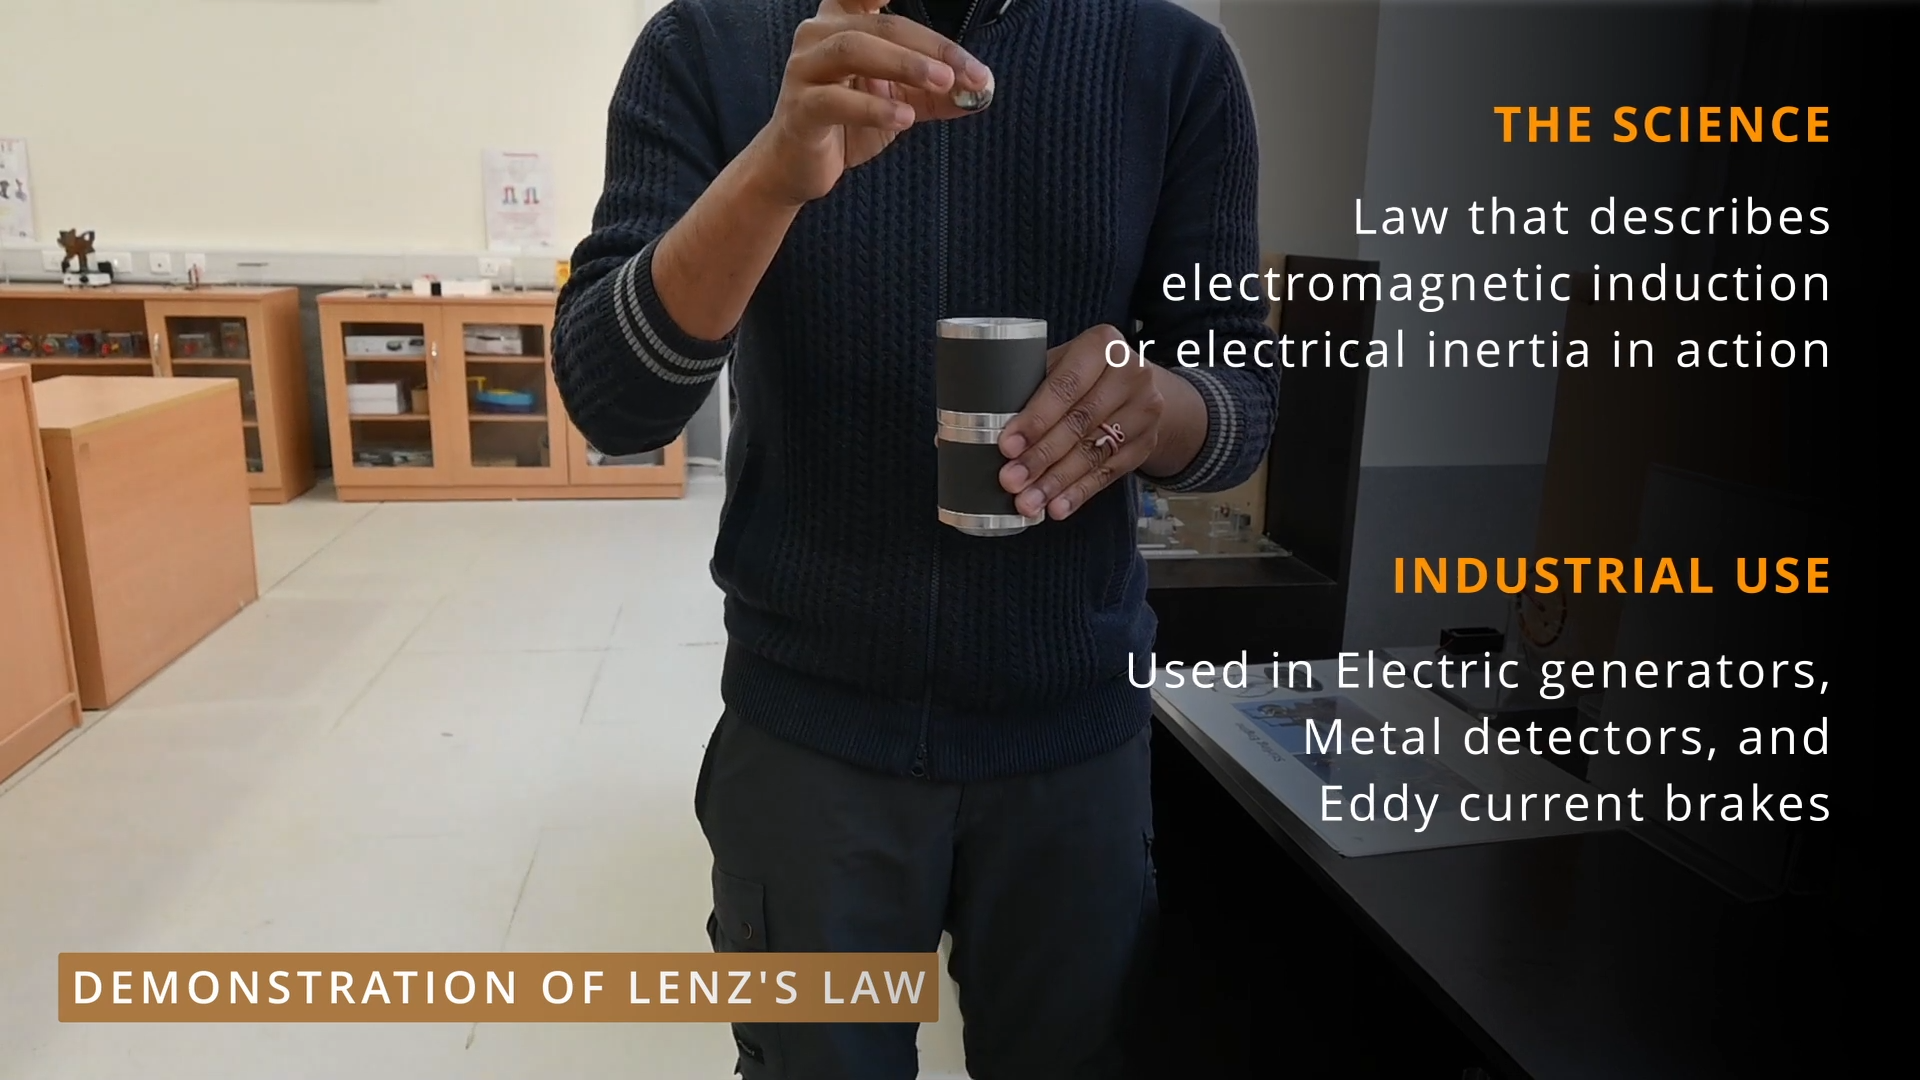 THE SCIENCE
Law that describes
electromagnetic induction
or electrical inertia in action
INDUSTRIAL USE
Used in Electric generators,
Metal detectors, and
Eddy current brakes
DEMONSTRATION OF LENZ'S LAW